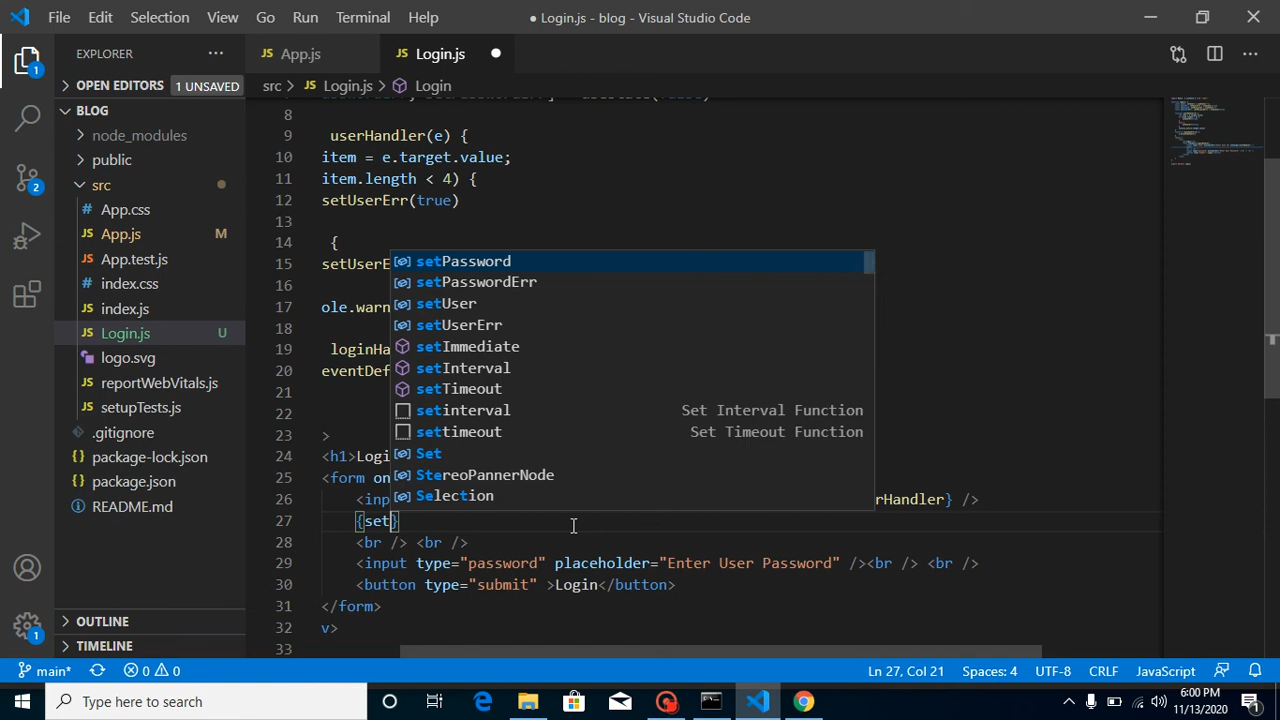 File Edit Selection View Go Run Terminal Help
● Login.js - blog - Visual Studio Code
EXPLORER
OPEN EDITORS 1 UNSAVED
BLOG
node_modules
public
src
App.css
App.js M
App.test.js
index.css
index.js
Login.js U
logo.svg
reportWebVitals.js
setupTests.js
.gitignore
package-lock.json
package.json
README.md
OUTLINE
TIMELINE
1
2
1
App.js
Login.js ●
src > Login.js > Login
8
9 userHandler(e) {
10 item = e.target.value;
11 item.length < 4) {
12 setUserErr(true)
13
14 {
15 setUserE
16
17 ole.warn
18
19 loginHa
20 eventDef
21
22
23 >
24 <h1>Logi
25 <form on
26 <inp erHandler} />
27 {set}
28 <br /> <br />
29 <input type="password" placeholder="Enter User Password" /><br /> <br />
30 <button type="submit" >Login</button>
31 </form>
32 v>
33
setPassword
setPasswordErr
setUser
setUserErr
setImmediate
setInterval
setTimeout
setinterval Set Interval Function
settimeout Set Timeout Function
Set
StereoPannerNode
Selection
main* 0 0 Ln 27, Col 21 Spaces: 4 UTF-8 CRLF JavaScript
Type here to search
6:00 PM
11/13/2020
1